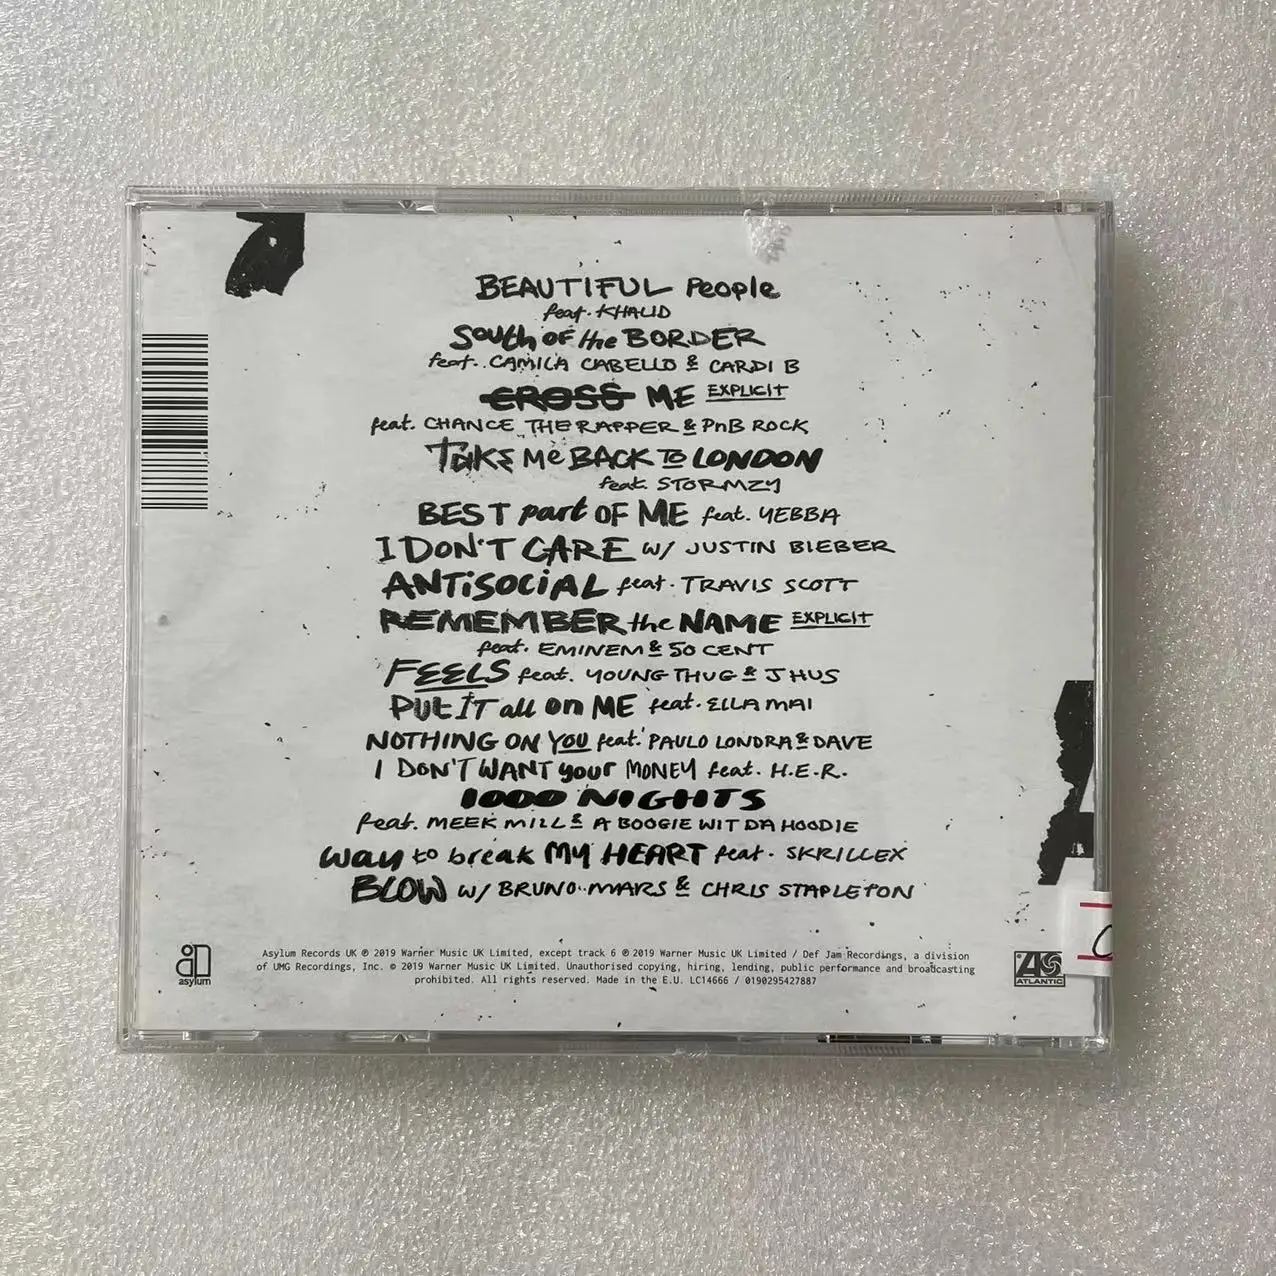 BEAUTIFUL People
feat. KHALID
South OF the BORDER
feat. CAMILA CABELLO & CARDI B
CROSS ME EXPLICIT
feat. CHANCE THE RAPPER & PnB ROCK
TAKE Me BACK TO LONDON
feat. STORMZY
BEST part OF ME feat. YEBBA
I DON'T CARE W/ JUSTIN BIEBER
ANTiSOCiAL feat. TRAVIS SCOTT
REMEMBER the NAME EXPLICIT
feat. EMINEM & 50 CENT
FEELS feat. YOUNG THUG & J HUS
PUT IT all on ME feat. ELLA MAI
NOTHING ON YOU feat. PAULO LONDRA & DAVE
I DON'T WANT your MONEY feat. H.E.R.
1000 NIGHTS
feat. MEEK MILL & A BOOGIE WIT DA HOODIE
way to break MY HEART feat. SKRILLEX
BLOW W/ BRUNO MARS & CHRIS STAPLETON
asylum
Asylum Records UK ℗ 2019 Warner Music UK Limited, except track 6 ℗ 2019 Warner Music UK Limited / Def Jam Recordings, a division
of UMG Recordings, Inc. © 2019 Warner Music UK Limited. Unauthorised copying, hiring, lending, public performance and broadcasting
prohibited. All rights reserved. Made in the E.U. LC14666 / 0190295427887
ATLANTIC